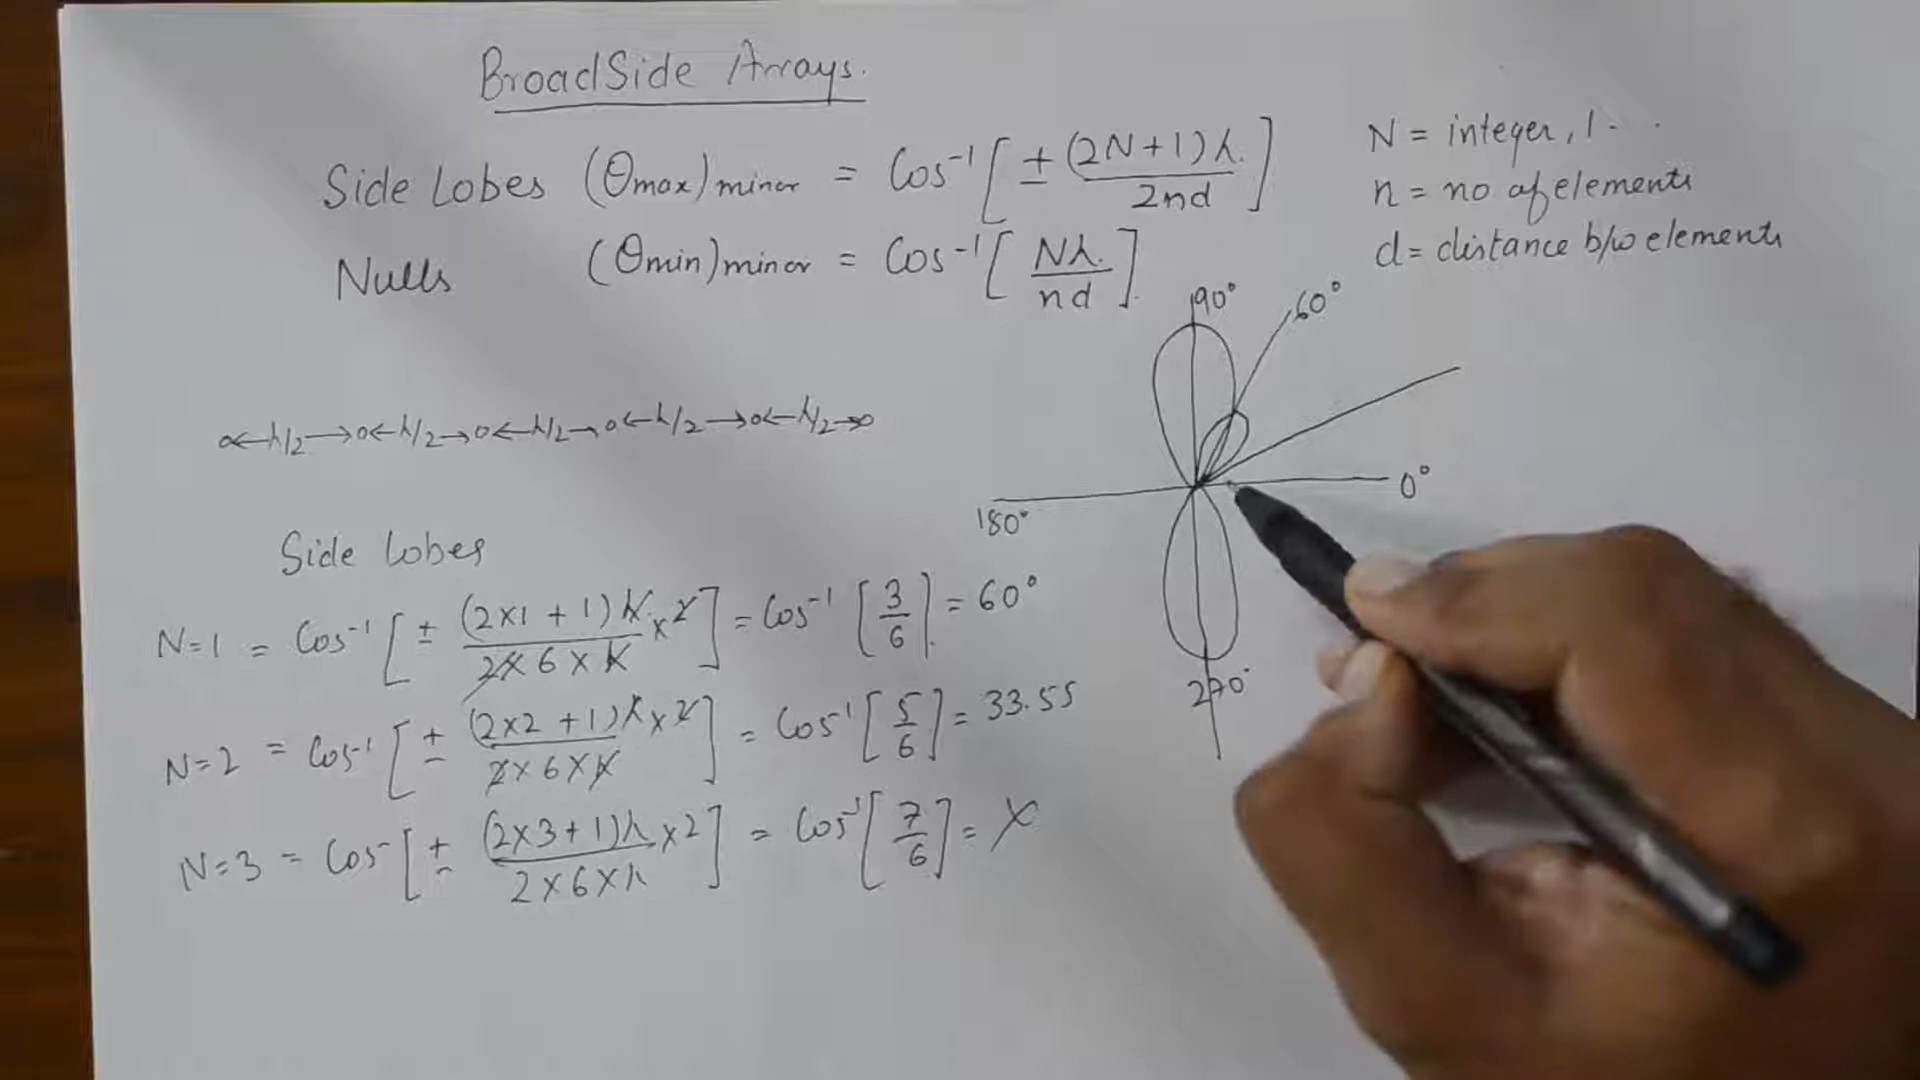 BroadSide Arrays.
Side Lobes (θmax)minor = Cos⁻¹ [± (2N+1)λ / 2nd]
Nulls (θmin)minor = Cos⁻¹ [Nλ / nd]
N = integer, 1 - . .
n = no of elements
d = distance b/w elements
90°
60°
0°
180°
270°
o←λ/2→o←λ/2→o←λ/2→o←λ/2→o←λ/2→o
Side Lobes
N=1 = Cos⁻¹ [± (2×1 + 1)λ × 2 / 2×6×λ] = Cos⁻¹ [3/6] = 60°
N=2 = Cos⁻¹ [± (2×2 + 1)λ × 2 / 2×6×λ] = Cos⁻¹ [5/6] = 33.55
N=3 = Cos⁻ [± (2×3+1)λ × 2 / 2×6×λ] = Cos⁻¹ [7/6] = X